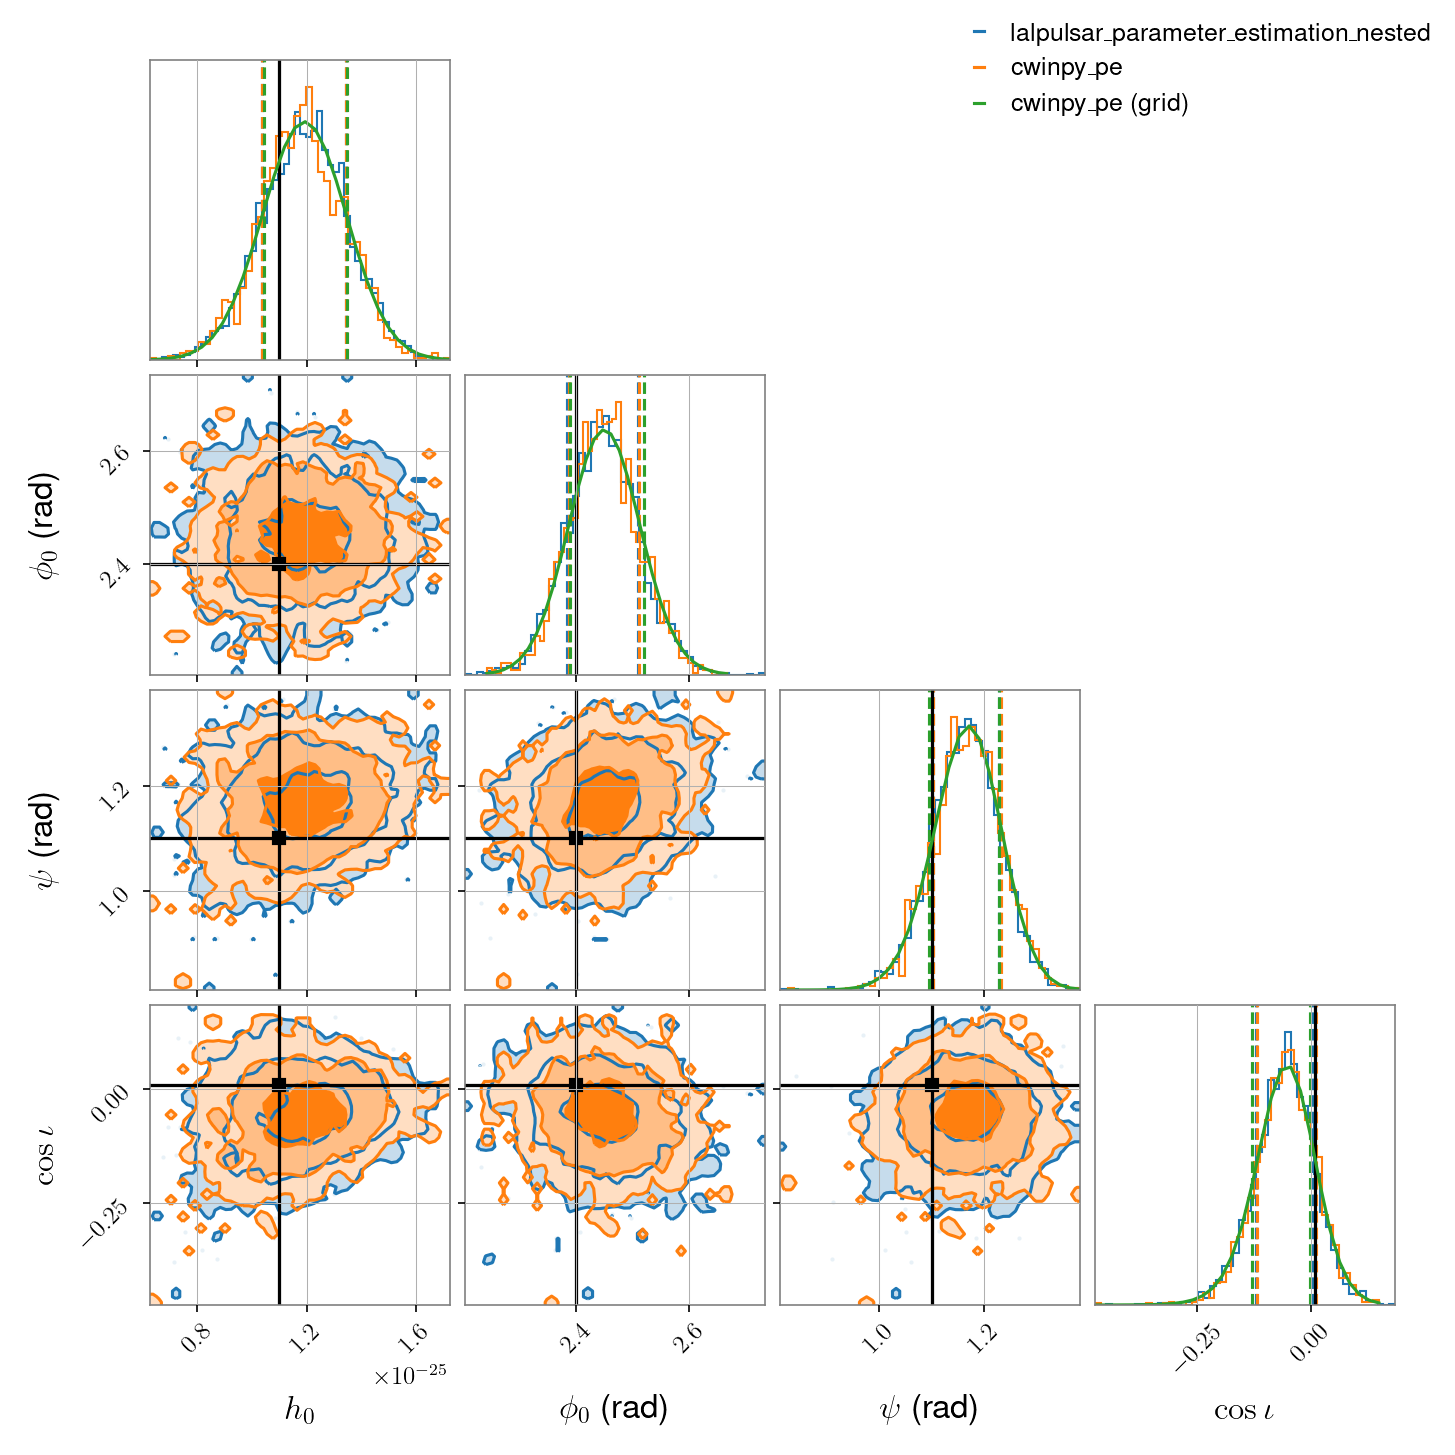 lalpulsar_parameter_estimation_nested
cwinpy_pe
cwinpy_pe (grid)
ϕ₀ (rad)
2.6
2.4
ψ (rad)
1.2
1.0
cos ι
0.00
−0.25
0.8
1.2
1.6
×10⁻²⁵
h₀
2.4
2.6
ϕ₀ (rad)
1.0
1.2
ψ (rad)
−0.25
0.00
cos ι